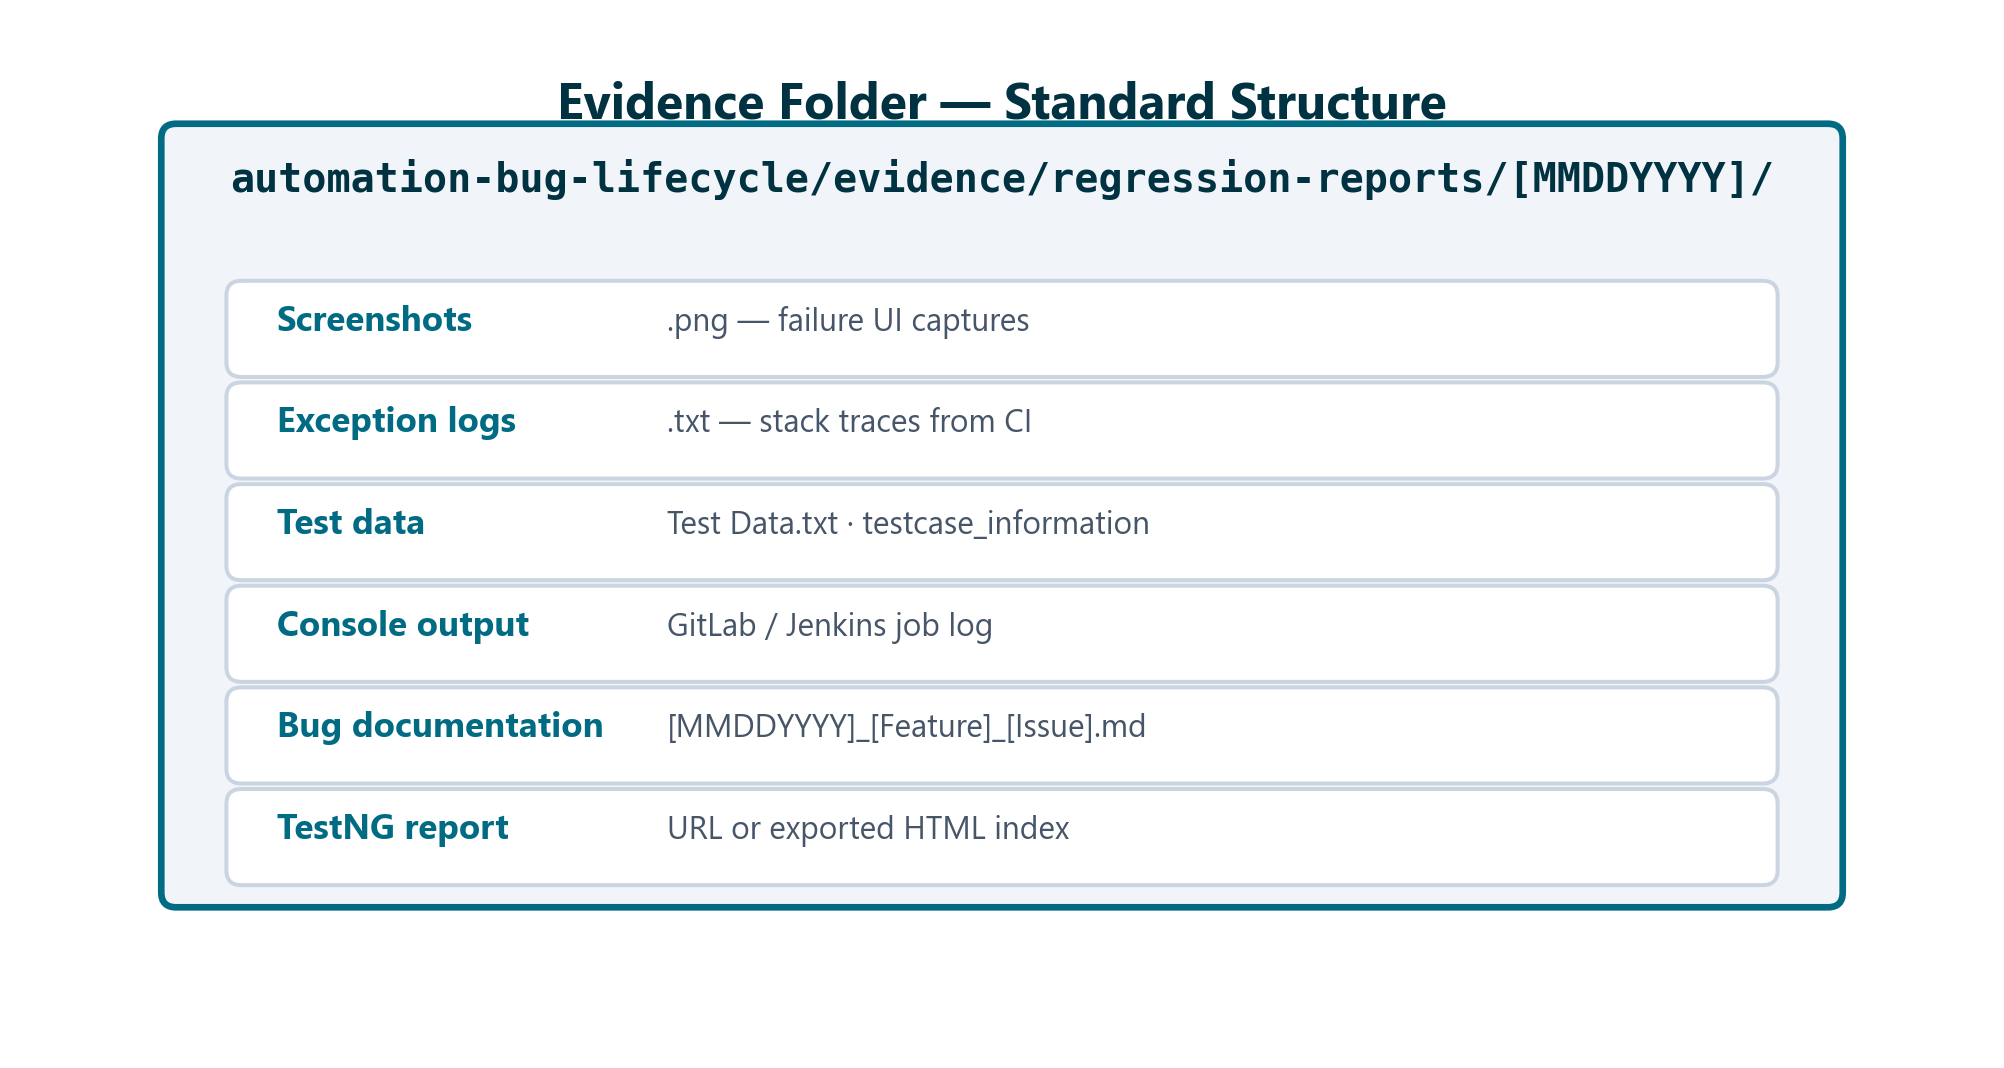 Evidence Folder — Standard Structure
automation-bug-lifecycle/evidence/regression-reports/[MMDDYYYY]/
Screenshots .png — failure UI captures
Exception logs .txt — stack traces from CI
Test data Test Data.txt · testcase_information
Console output GitLab / Jenkins job log
Bug documentation [MMDDYYYY]_[Feature]_[Issue].md
TestNG report URL or exported HTML index